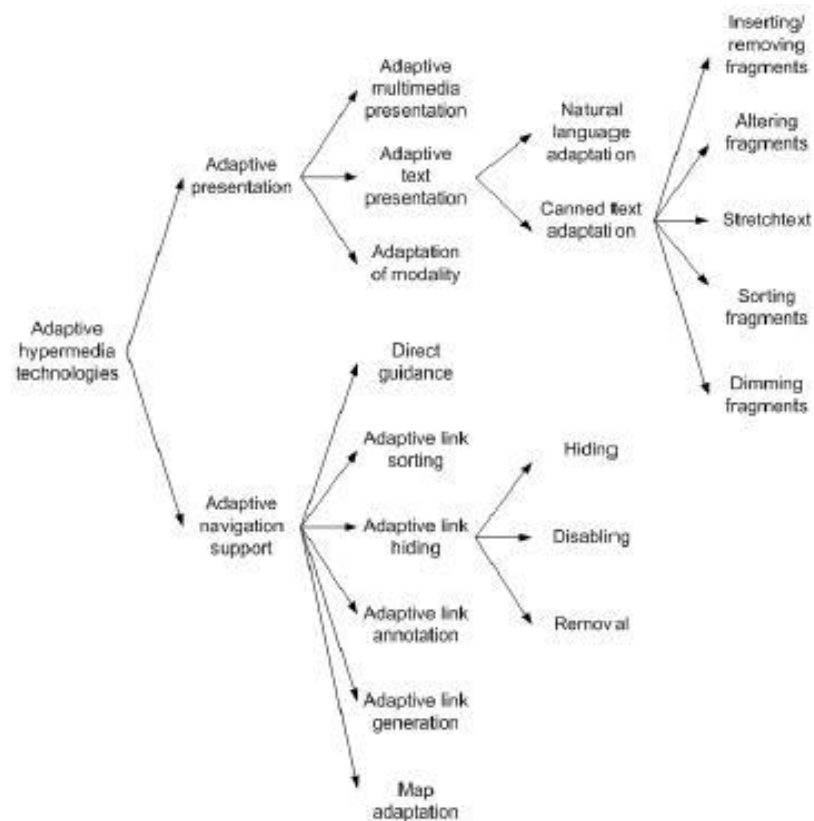 Inserting/
removing
fragments
Adaptive
multimedia
presentation
Natural
language
adaptation
Altering
fragments
Adaptive
presentation
Adaptive
text
presentation
Canned text
adaptation
Stretchtext
Adaptation
of modality
Sorting
fragments
Adaptive
hypermedia
technologies
Direct
guidance
Dimming
fragments
Adaptive link
sorting
Hiding
Adaptive
navigation
support
Adaptive link
hiding
Disabling
Adaptive link
annotation
Removal
Adaptive link
generation
Map
adaptation